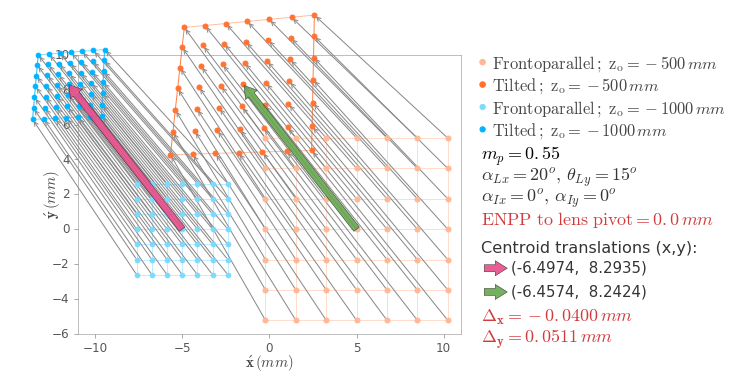 10
8
6
4
2
0
−2
−4
−6
ý (mm)
−10 −5 0 5 10
x́ (mm)
Frontoparallel ; z_o = −500 mm
Tilted ; z_o = −500 mm
Frontoparallel ; z_o = −1000 mm
Tilted ; z_o = −1000 mm
m_p = 0.55
α_Lx = 20^o, θ_Ly = 15^o
α_Ix = 0^o, α_Iy = 0^o
ENPP to lens pivot = 0.0 mm
Centroid translations (x,y):
(-6.4974, 8.2935)
(-6.4574, 8.2424)
Δ_x = −0.0400 mm
Δ_y = 0.0511 mm